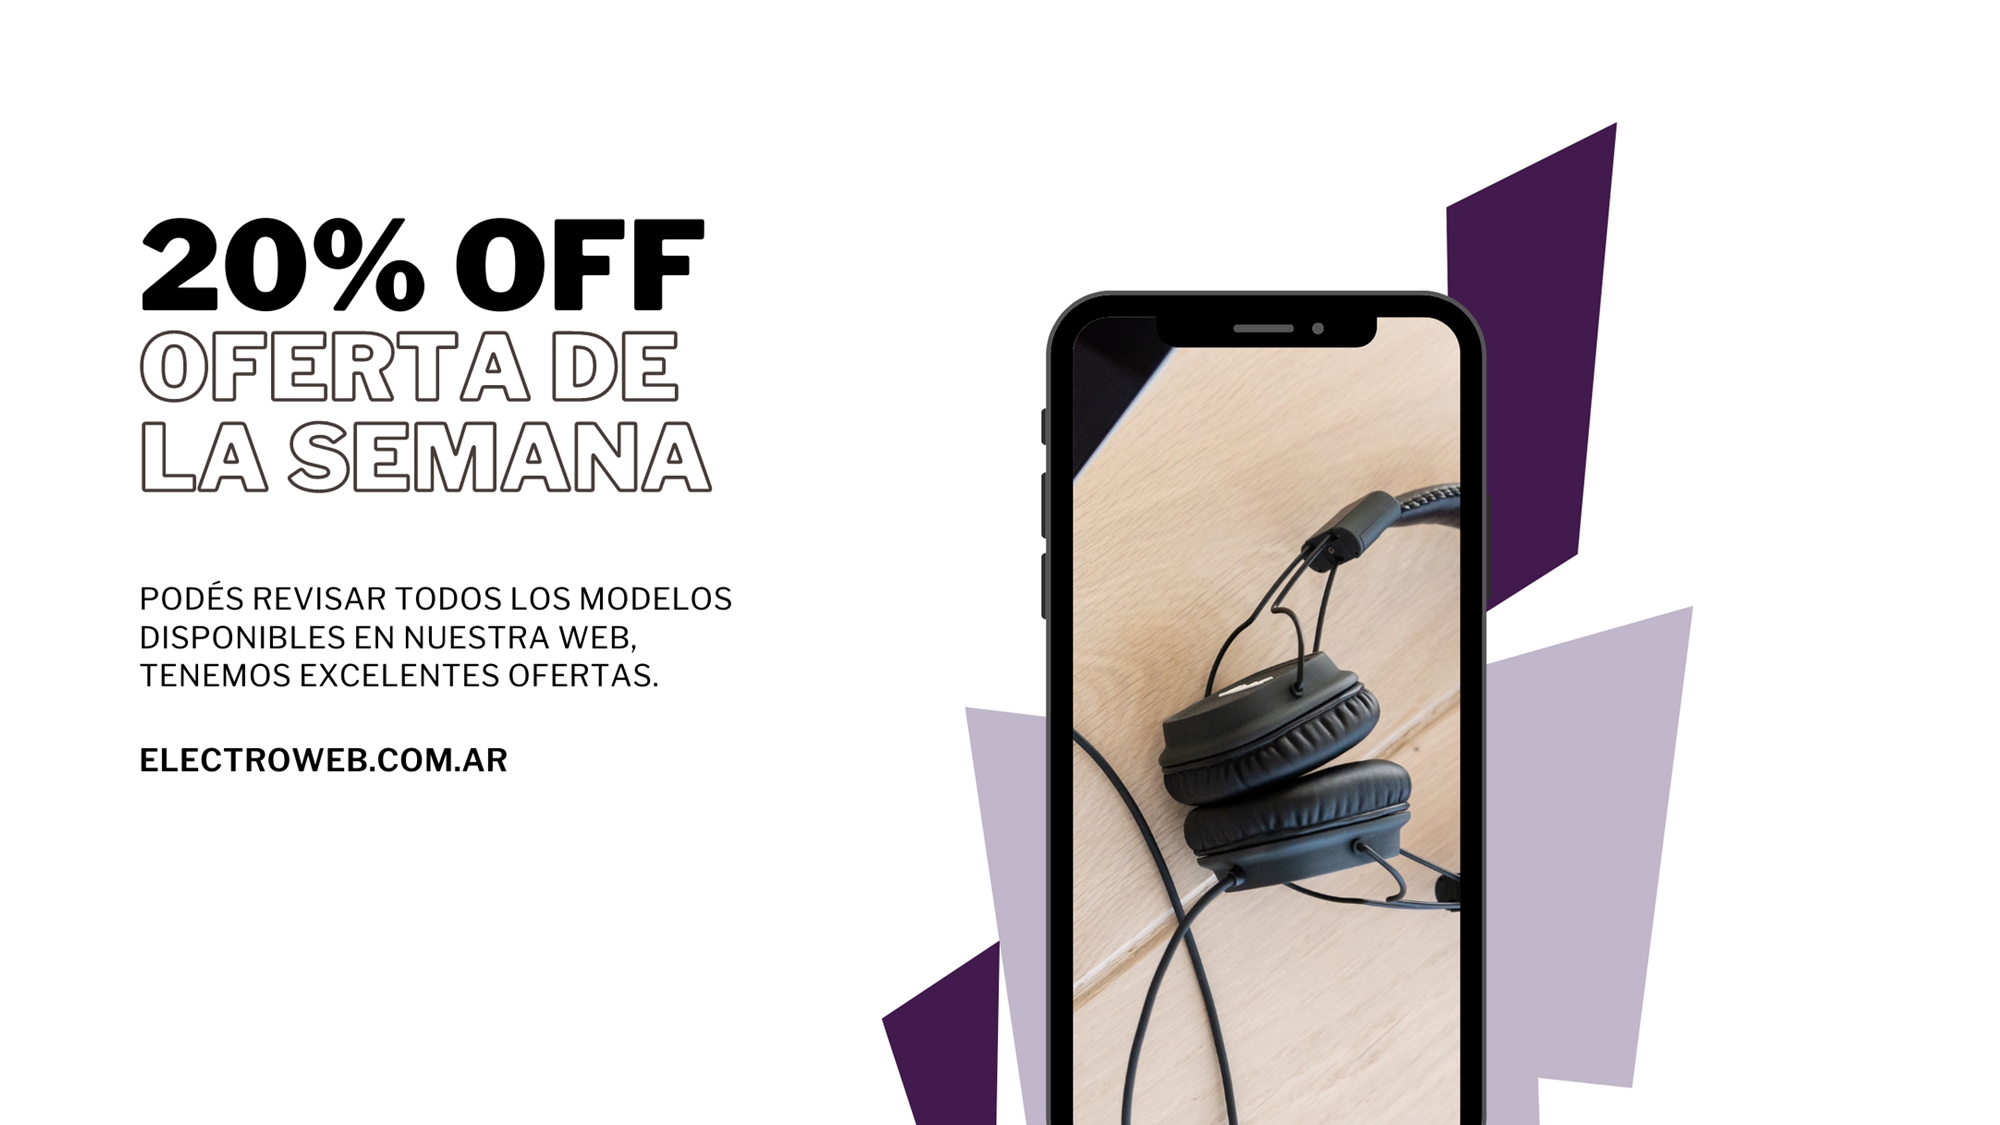 20% OFF
OFERTA DE
LA SEMANA
PODÉS REVISAR TODOS LOS MODELOS
DISPONIBLES EN NUESTRA WEB,
TENEMOS EXCELENTES OFERTAS.
ELECTROWEB.COM.AR